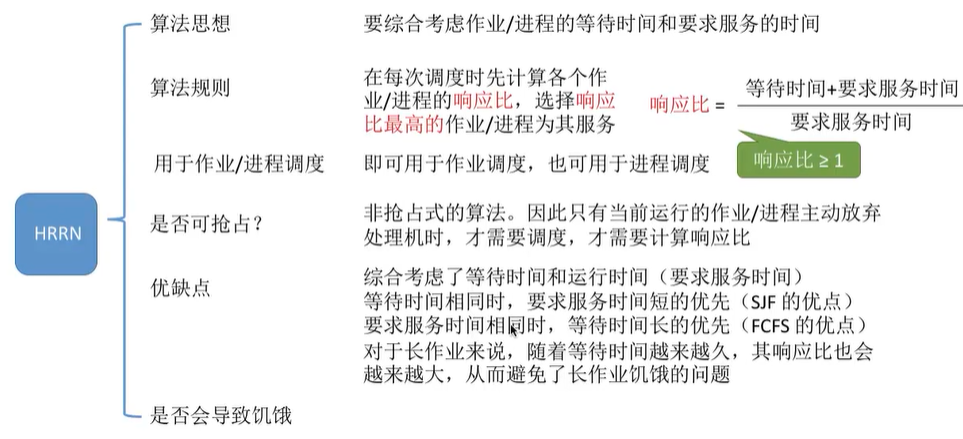 HRRN
算法思想
要综合考虑作业/进程的等待时间和要求服务的时间
算法规则
在每次调度时先计算各个作
业/进程的响应比，选择响应
比最高的作业/进程为其服务
响应比 =
等待时间+要求服务时间
要求服务时间
响应比 ≥ 1
用于作业/进程调度
即可用于作业调度，也可用于进程调度
是否可抢占？
非抢占式的算法。因此只有当前运行的作业/进程主动放弃
处理机时，才需要调度，才需要计算响应比
优缺点
综合考虑了等待时间和运行时间（要求服务时间）
等待时间相同时，要求服务时间短的优先（SJF 的优点）
要求服务时间相同时，等待时间长的优先（FCFS 的优点）
对于长作业来说，随着等待时间越来越久，其响应比也会
越来越大，从而避免了长作业饥饿的问题
是否会导致饥饿